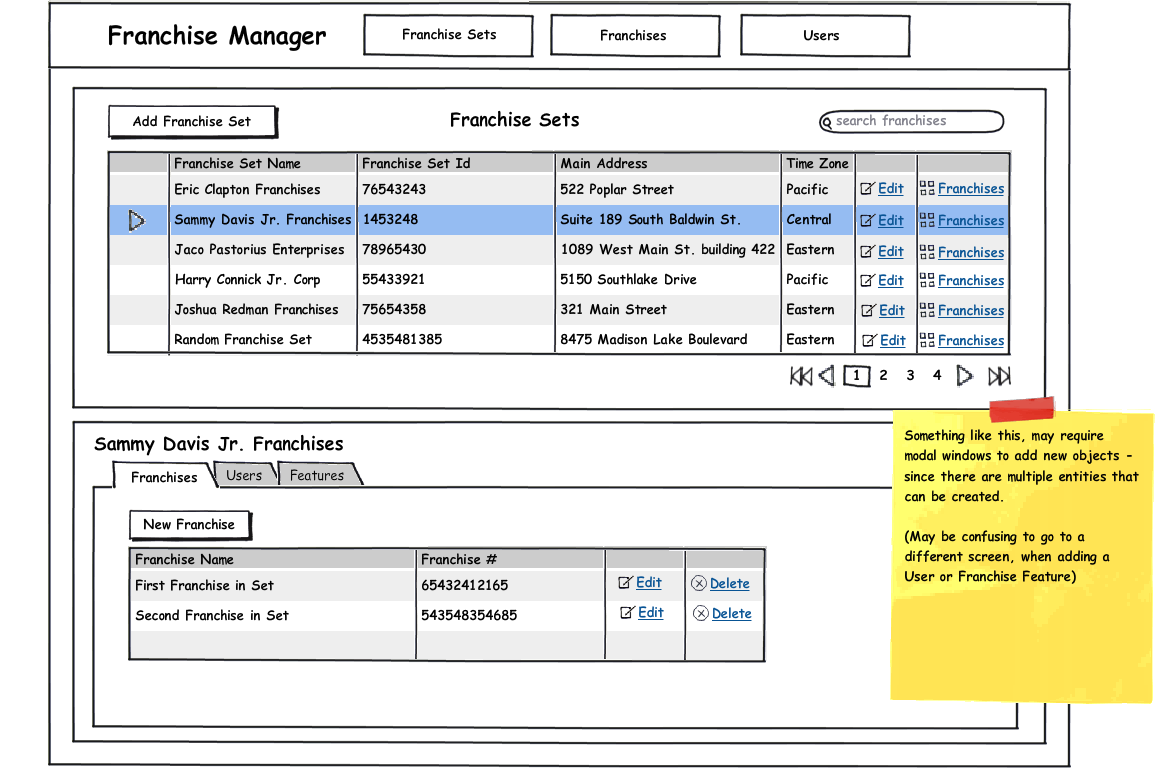 Franchise Manager Franchise Sets Franchises Users
Add Franchise Set Franchise Sets search franchises
Franchise Set Name Franchise Set Id Main Address Time Zone
Eric Clapton Franchises 76543243 522 Poplar Street Pacific Edit Franchises
Sammy Davis Jr. Franchises 1453248 Suite 189 South Baldwin St. Central Edit Franchises
Jaco Pastorius Enterprises 78965430 1089 West Main St. building 422 Eastern Edit Franchises
Harry Connick Jr. Corp 55433921 5150 Southlake Drive Pacific Edit Franchises
Joshua Redman Franchises 75654358 321 Main Street Eastern Edit Franchises
Random Franchise Set 4535481385 8475 Madison Lake Boulevard Eastern Edit Franchises
1 2 3 4
Sammy Davis Jr. Franchises
Franchises Users Features
New Franchise
Franchise Name Franchise #
First Franchise in Set 65432412165 Edit Delete
Second Franchise in Set 543548354685 Edit Delete
Something like this, may require
modal windows to add new objects -
since there are multiple entities that
can be created.
(May be confusing to go to a
different screen, when adding a
User or Franchise Feature)